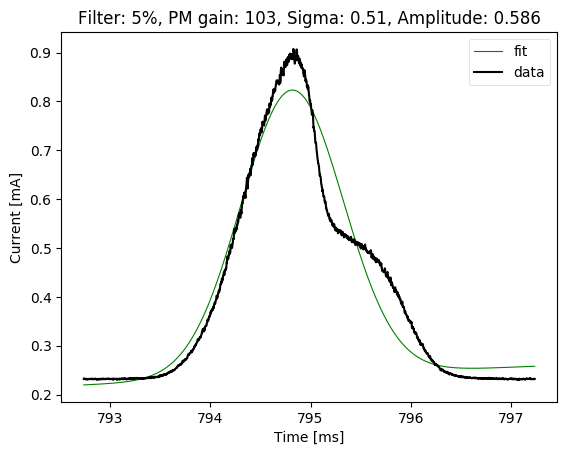 Filter: 5%, PM gain: 103, Sigma: 0.51, Amplitude: 0.586
fit
data
Current [mA]
0.9
0.8
0.7
0.6
0.5
0.4
0.3
0.2
793
794
795
796
797
Time [ms]